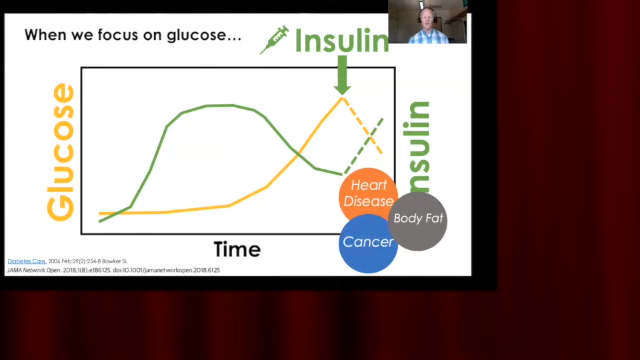 When we focus on glucose...
Insulin
Glucose
Insulin
Heart
Disease
Body Fat
Cancer
Time
Diabetes Care. 2006 Feb;29(2):254-8 Bowker SL
JAMA Network Open. 2018;1(8):e186125. doi:10.1001/jamanetworkopen.2018.6125